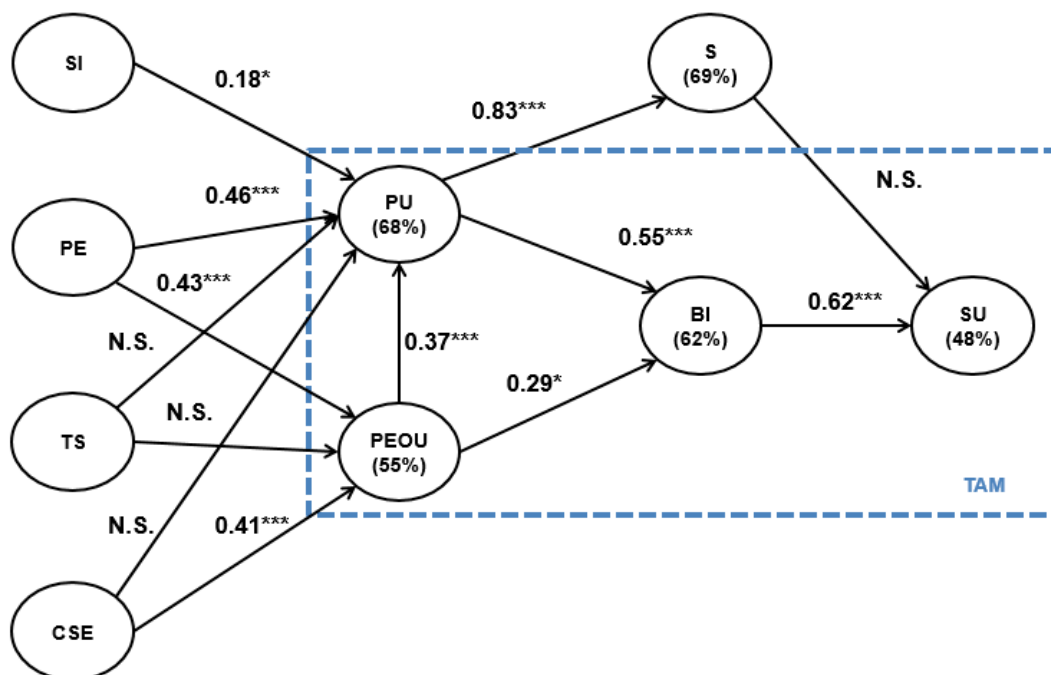 SI
S
(69%)
0.18*
0.83***
PU
(68%)
N.S.
0.46***
PE
0.55***
0.43***
BI
(62%)
0.62***
SU
(48%)
N.S.
0.37***
0.29*
N.S.
TS
PEOU
(55%)
TAM
N.S.
0.41***
CSE